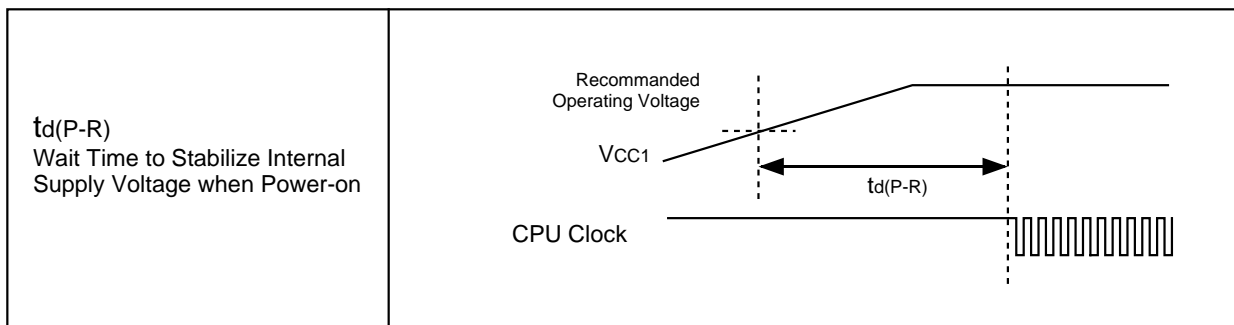 td(P-R)
Wait Time to Stabilize Internal
Supply Voltage when Power-on
Recommanded
Operating Voltage
VCC1
td(P-R)
CPU Clock